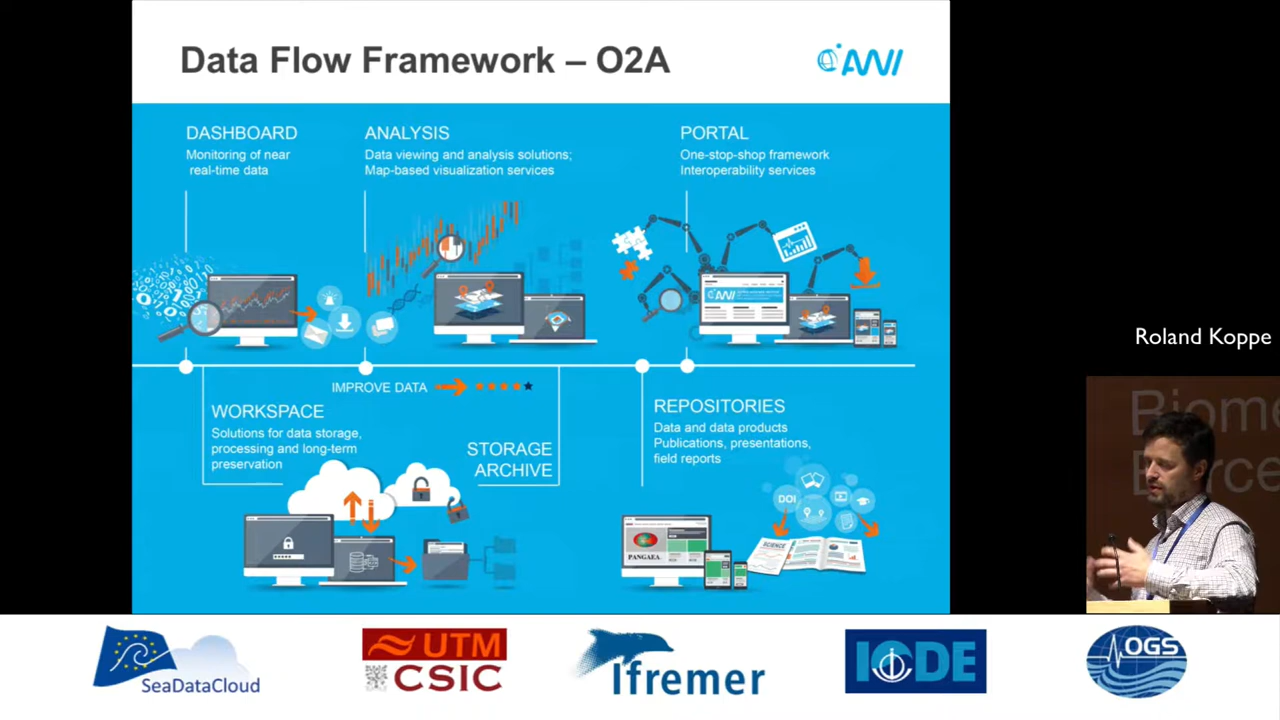 Data Flow Framework – O2A
AWI
DASHBOARD
Monitoring of near
real-time data
ANALYSIS
Data viewing and analysis solutions;
Map-based visualization services
PORTAL
One-stop-shop framework
Interoperability services
AWI
IMPROVE DATA
WORKSPACE
Solutions for data storage,
processing and long-term
preservation
STORAGE
ARCHIVE
REPOSITORIES
Data and data products
Publications, presentations,
field reports
DOI
PANGAEA
SCIENCE
Roland Koppe
SeaDataCloud
UTM
CSIC
Ifremer
IODE
OGS